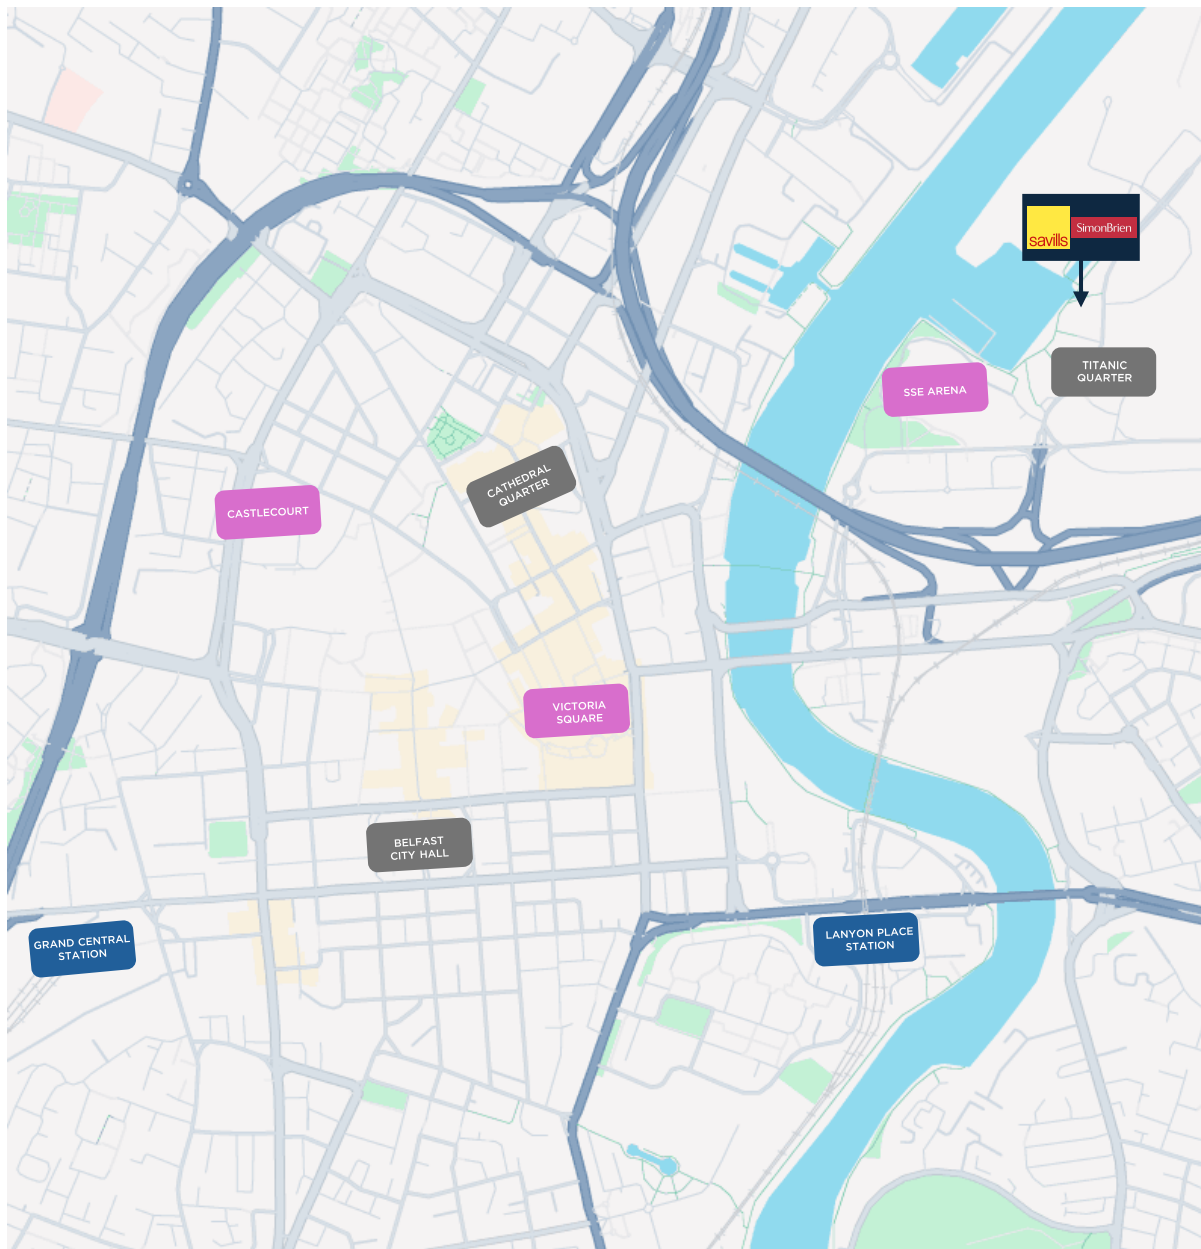 savills
SimonBrien
TITANIC
QUARTER
SSE ARENA
CATHEDRAL
QUARTER
CASTLECOURT
VICTORIA
SQUARE
BELFAST
CITY HALL
GRAND CENTRAL
STATION
LANYON PLACE
STATION